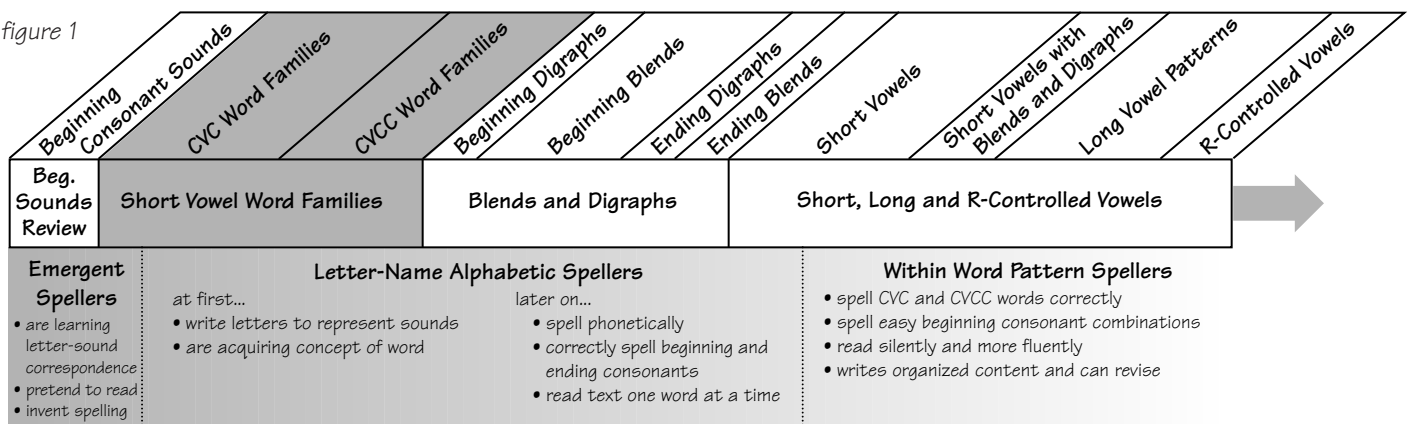 figure 1
Beginning
Consonant Sounds
CVC Word Families
CVCC Word Families
Beginning Digraphs
Beginning Blends
Ending Digraphs
Ending Blends
Short Vowels
Short Vowels with
Blends and Digraphs
Long Vowel Patterns
R-Controlled Vowels
Beg.
Sounds
Review
Short Vowel Word Families
Blends and Digraphs
Short, Long and R-Controlled Vowels
Emergent
Spellers
• are learning
letter-sound
correspondence
• pretend to read
• invent spelling
Letter-Name Alphabetic Spellers
at first...
• write letters to represent sounds
• are acquiring concept of word
later on...
• spell phonetically
• correctly spell beginning and
ending consonants
• read text one word at a time
Within Word Pattern Spellers
• spell CVC and CVCC words correctly
• spell easy beginning consonant combinations
• read silently and more fluently
• writes organized content and can revise